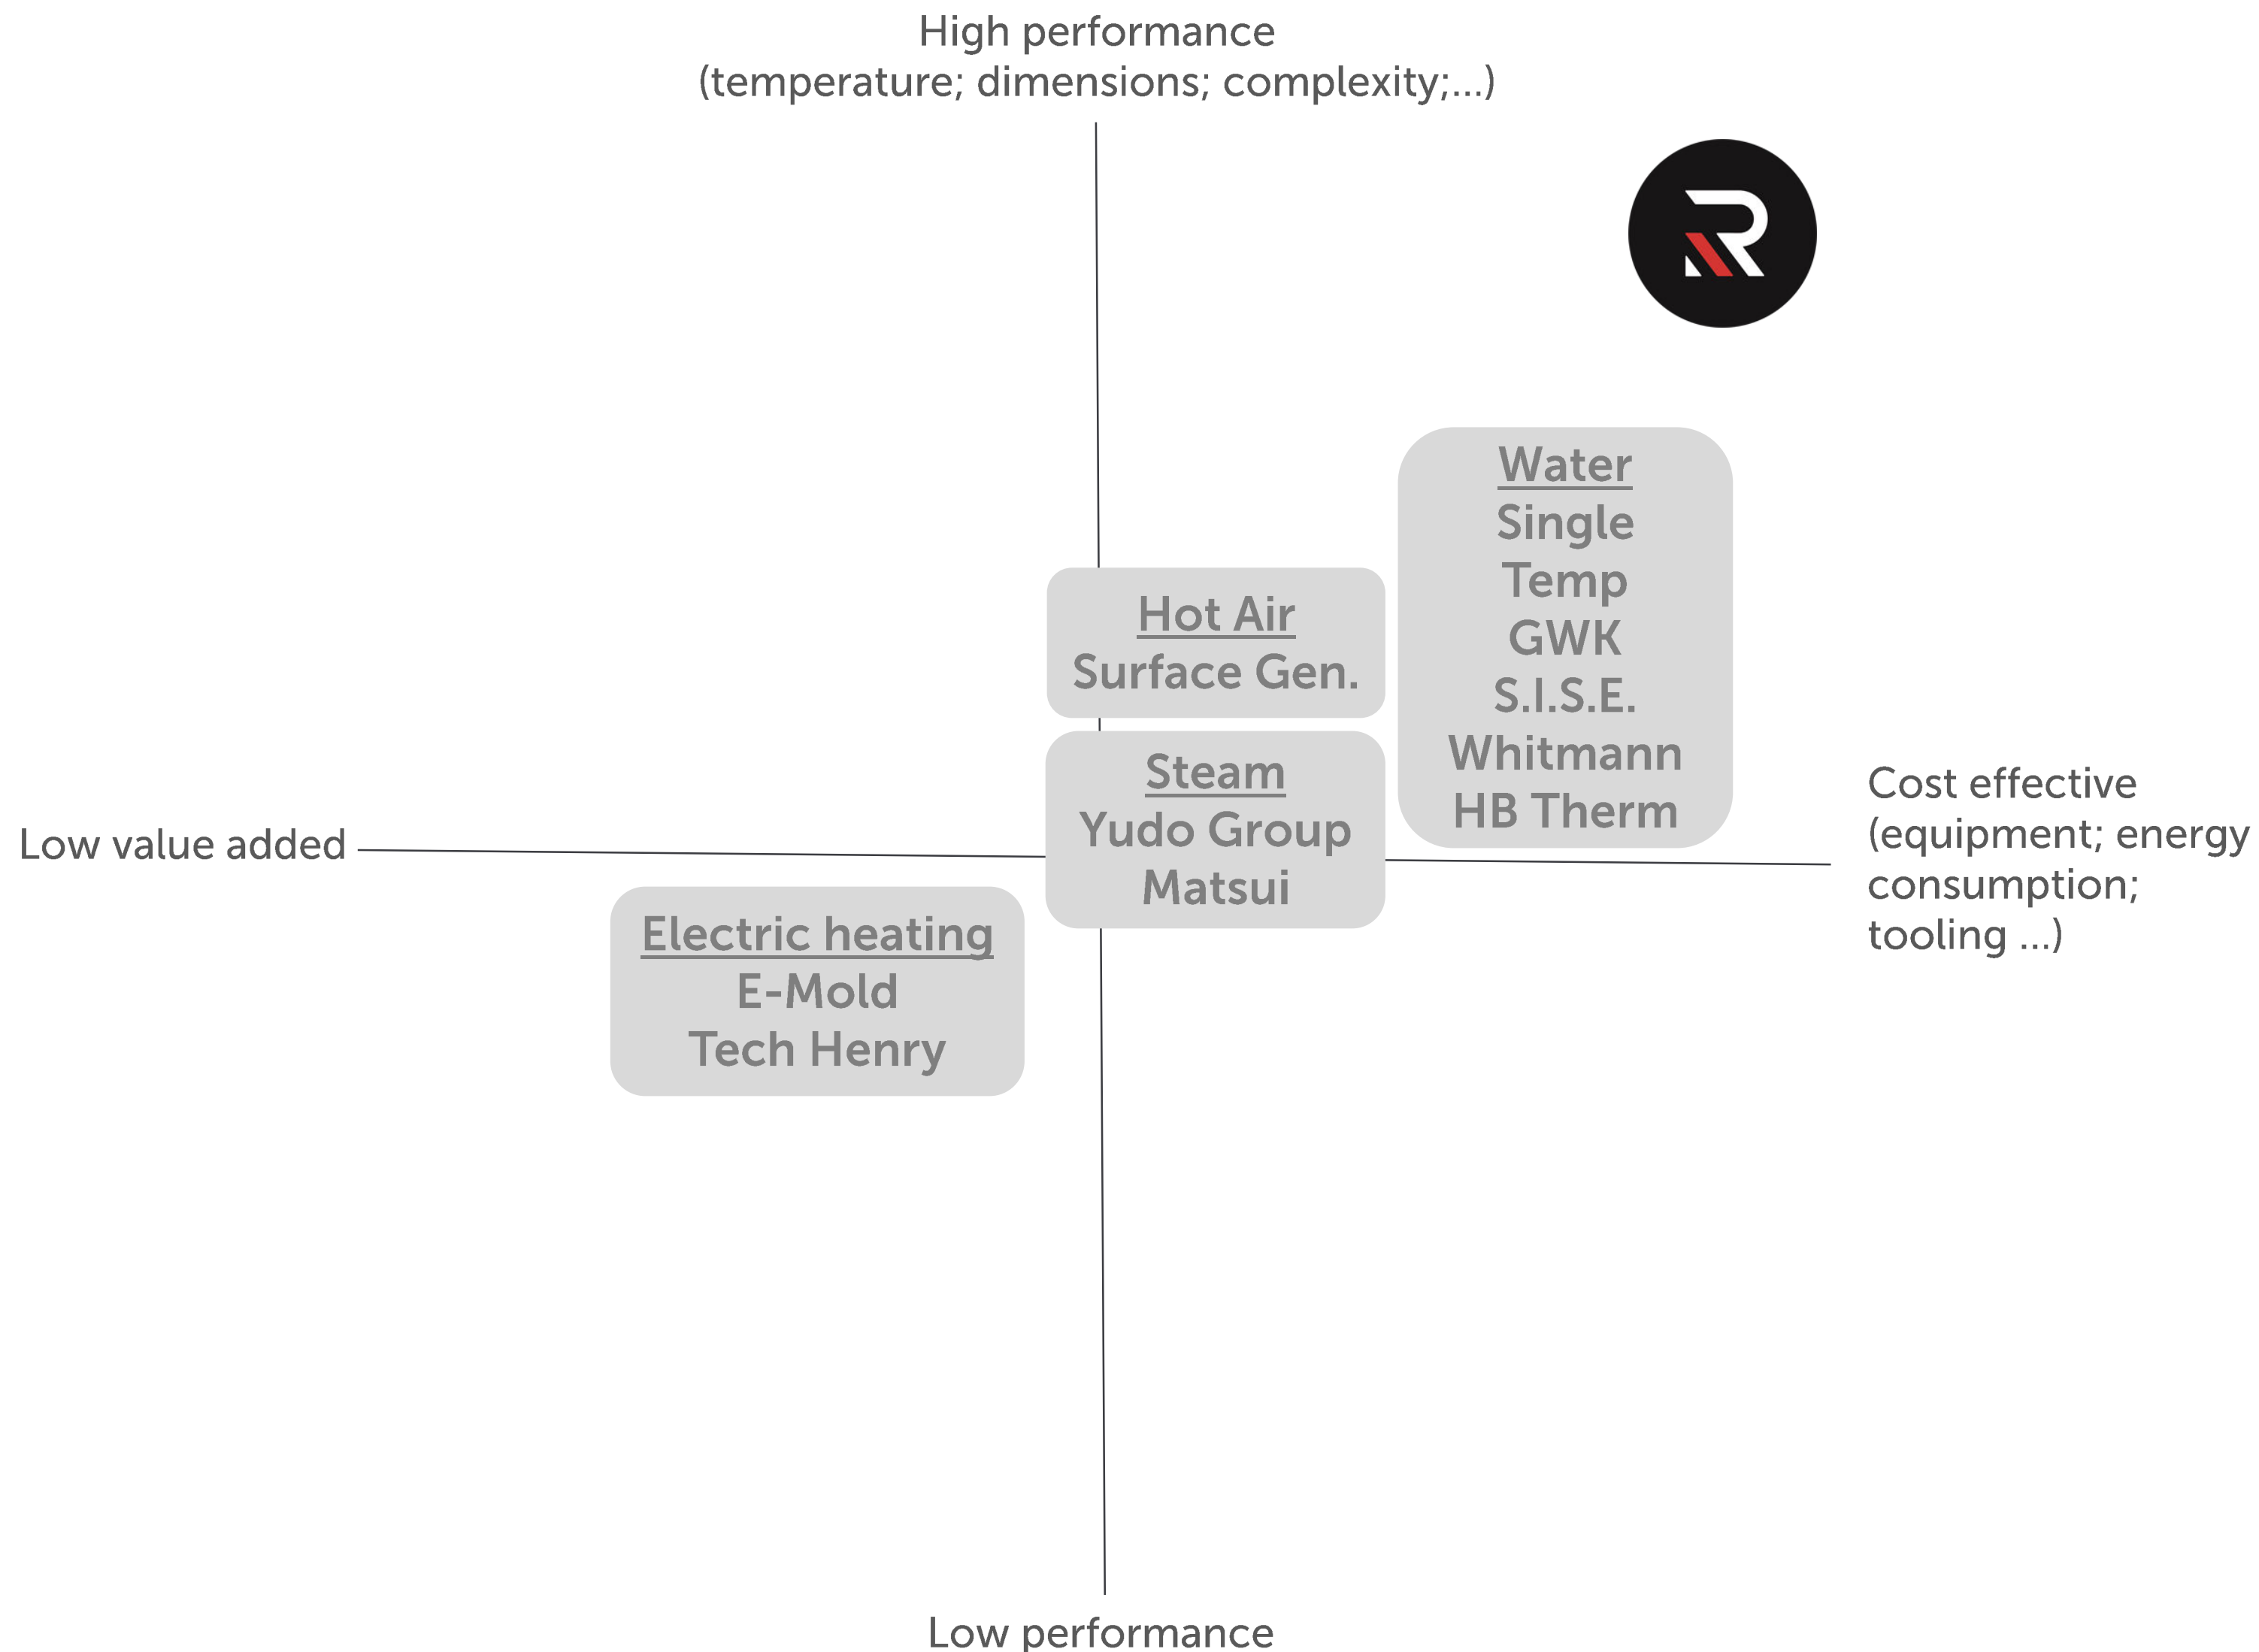 High performance
(temperature; dimensions; complexity;...)
R
Water
Single
Temp
GWK
S.I.S.E.
Whitmann
HB Therm
Hot Air
Surface Gen.
Steam
Yudo Group
Matsui
Low value added
Cost effective
(equipment; energy
consumption;
tooling ...)
Electric heating
E-Mold
Tech Henry
Low performance